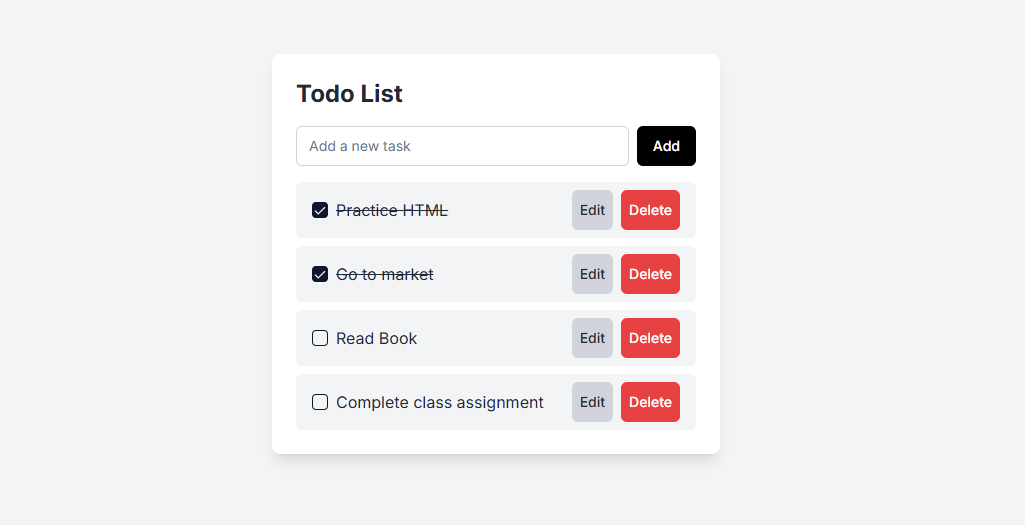 Todo List
Add a new task Add
Practice HTML Edit Delete
Go to market Edit Delete
Read Book Edit Delete
Complete class assignment Edit Delete